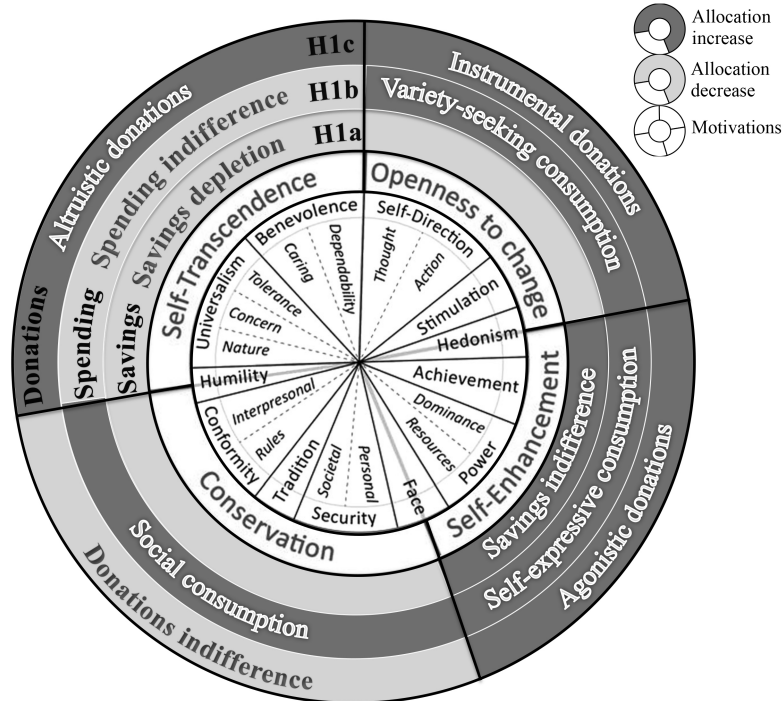 Allocation
increase
Allocation
decrease
Motivations
H1c
H1b
H1a
Donations
Altruistic donations
Instrumental donations
Agonistic donations
Donations indifference
Spending
Spending indifference
Variety-seeking consumption
Self-expressive consumption
Social consumption
Savings
Savings depletion
Savings indifference
Self-Transcendence
Openness to change
Self-Enhancement
Conservation
Universalism
Benevolence
Self-Direction
Stimulation
Hedonism
Achievement
Power
Face
Security
Tradition
Conformity
Humility
Nature
Concern
Tolerance
Caring
Dependability
Thought
Action
Dominance
Resources
Personal
Societal
Rules
Interpresonal